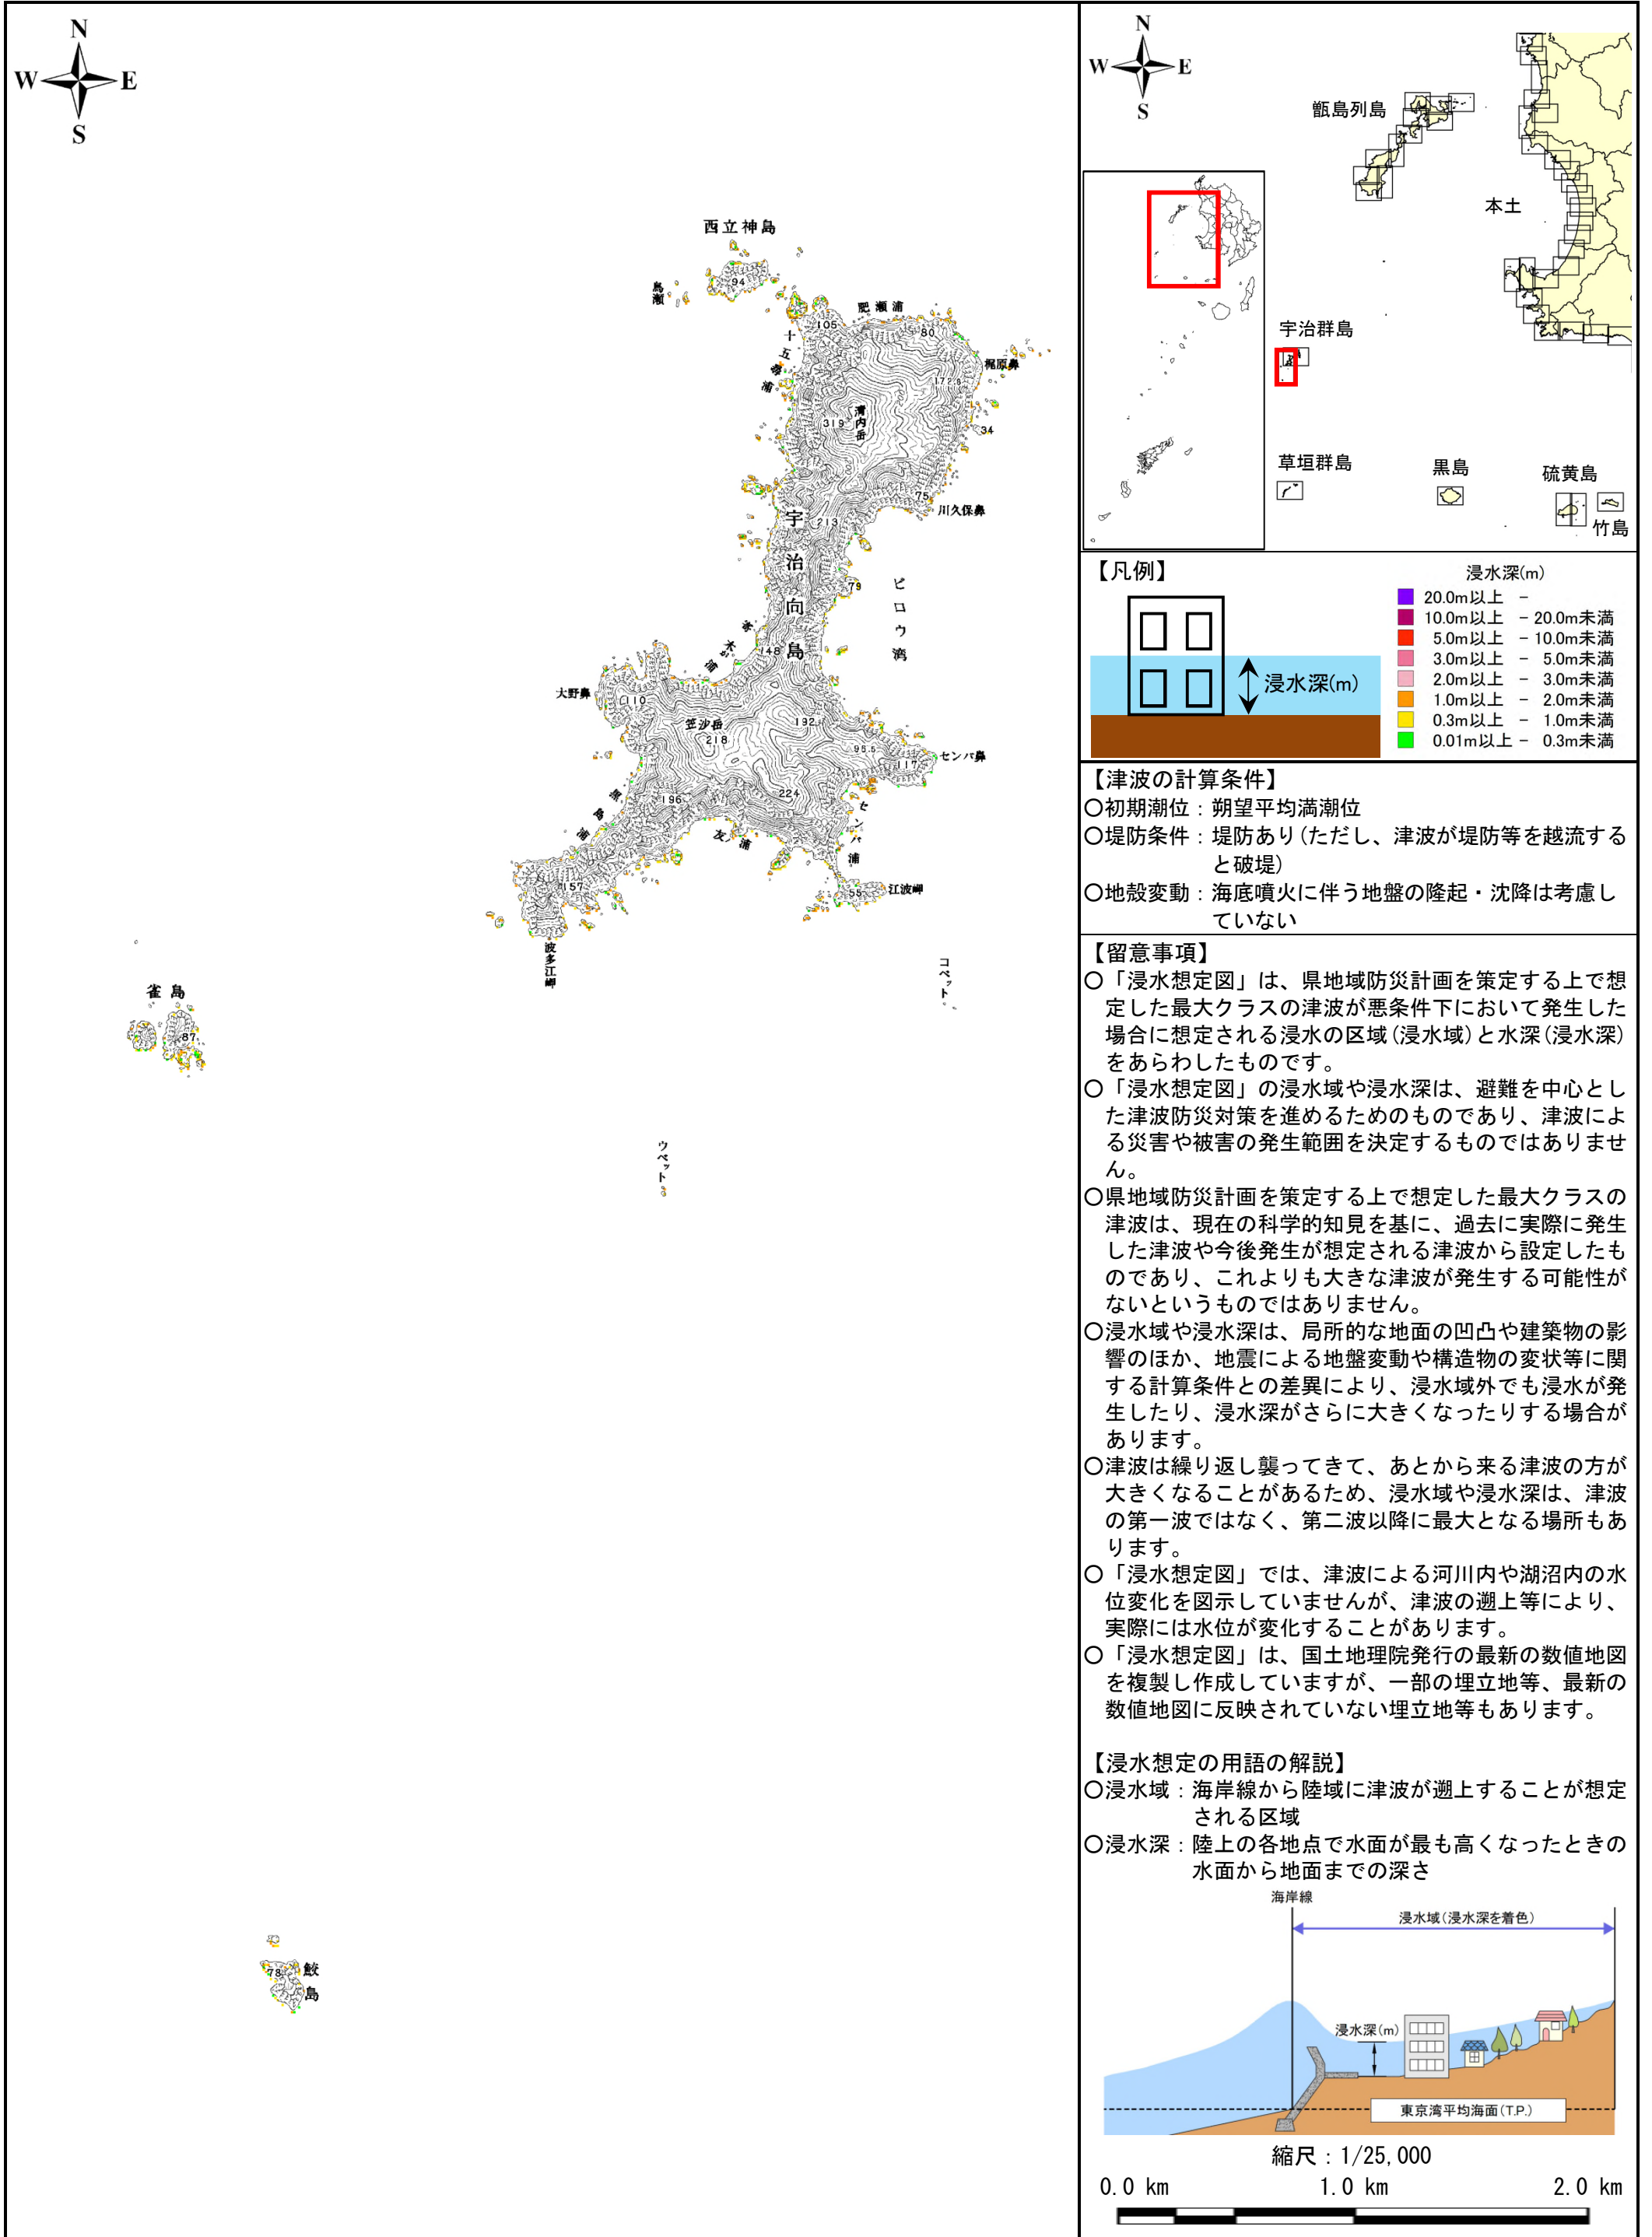 N
W E
S
西立神島
94
鳥瀬
肥瀬浦
105
80
十五尋浦
梶原鼻
172.8
319
湾内岳
34
75
川久保鼻
213
宇治向島
79
ビロウ湾
148
大野鼻
110
笠沙岳
218
192
95.5
117
センバ鼻
224
196
黒島浦
友浦
センバ浦
157
55
江波岬
波多江岬
コベット
雀島
87
ウベット
78
鮫島
N
W E
S
甑島列島
本土
宇治群島
草垣群島
黒島
硫黄島
竹島
【凡例】
浸水深(m)
浸水深(m)
20.0m以上 -
10.0m以上 - 20.0m未満
5.0m以上 - 10.0m未満
3.0m以上 - 5.0m未満
2.0m以上 - 3.0m未満
1.0m以上 - 2.0m未満
0.3m以上 - 1.0m未満
0.01m以上 - 0.3m未満
【津波の計算条件】
○初期潮位：朔望平均満潮位
○堤防条件：堤防あり(ただし、津波が堤防等を越流する
と破堤)
○地殻変動：海底噴火に伴う地盤の隆起・沈降は考慮し
ていない
【留意事項】
○「浸水想定図」は、県地域防災計画を策定する上で想
定した最大クラスの津波が悪条件下において発生した
場合に想定される浸水の区域(浸水域)と水深(浸水深)
をあらわしたものです。
○「浸水想定図」の浸水域や浸水深は、避難を中心とし
た津波防災対策を進めるためのものであり、津波によ
る災害や被害の発生範囲を決定するものではありませ
ん。
○県地域防災計画を策定する上で想定した最大クラスの
津波は、現在の科学的知見を基に、過去に実際に発生
した津波や今後発生が想定される津波から設定したも
のであり、これよりも大きな津波が発生する可能性が
ないというものではありません。
○浸水域や浸水深は、局所的な地面の凹凸や建築物の影
響のほか、地震による地盤変動や構造物の変状等に関
する計算条件との差異により、浸水域外でも浸水が発
生したり、浸水深がさらに大きくなったりする場合が
あります。
○津波は繰り返し襲ってきて、あとから来る津波の方が
大きくなることがあるため、浸水域や浸水深は、津波
の第一波ではなく、第二波以降に最大となる場所もあ
ります。
○「浸水想定図」では、津波による河川内や湖沼内の水
位変化を図示していませんが、津波の遡上等により、
実際には水位が変化することがあります。
○「浸水想定図」は、国土地理院発行の最新の数値地図
を複製し作成していますが、一部の埋立地等、最新の
数値地図に反映されていない埋立地等もあります。
【浸水想定の用語の解説】
○浸水域：海岸線から陸域に津波が遡上することが想定
される区域
○浸水深：陸上の各地点で水面が最も高くなったときの
水面から地面までの深さ
海岸線
浸水域(浸水深を着色)
浸水深(m)
東京湾平均海面(T.P.)
縮尺：1/25,000
0.0 km 1.0 km 2.0 km